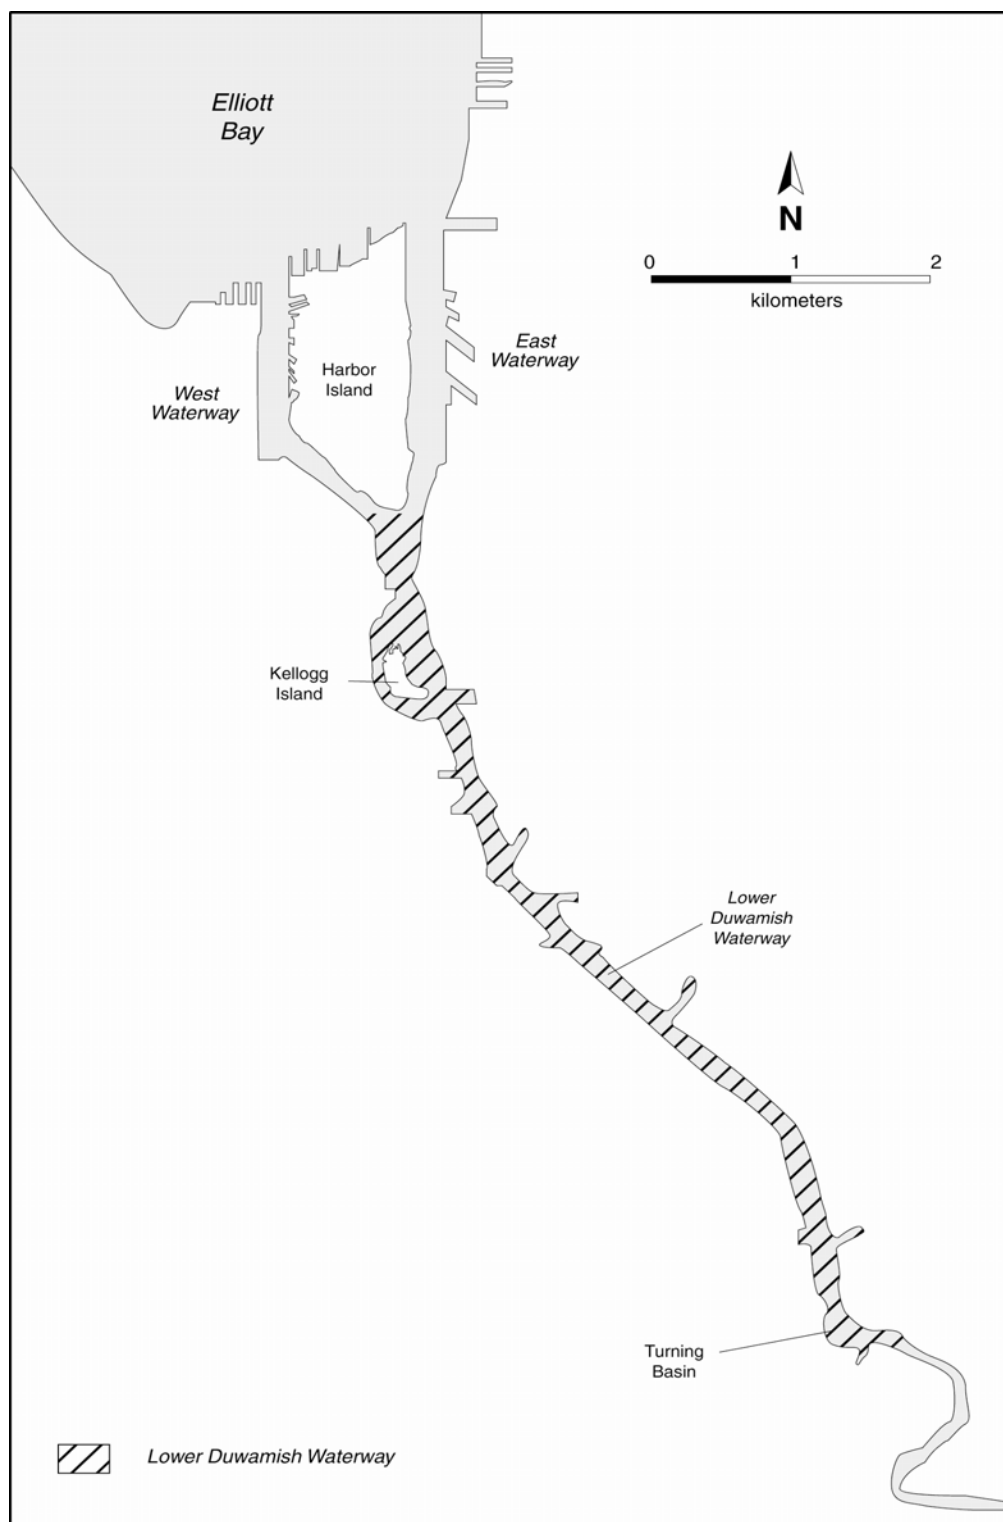 Elliott
Bay
N
0 1 2
kilometers
East
Waterway
Harbor
Island
West
Waterway
Kellogg
Island
Lower
Duwamish
Waterway
Turning
Basin
Lower Duwamish Waterway